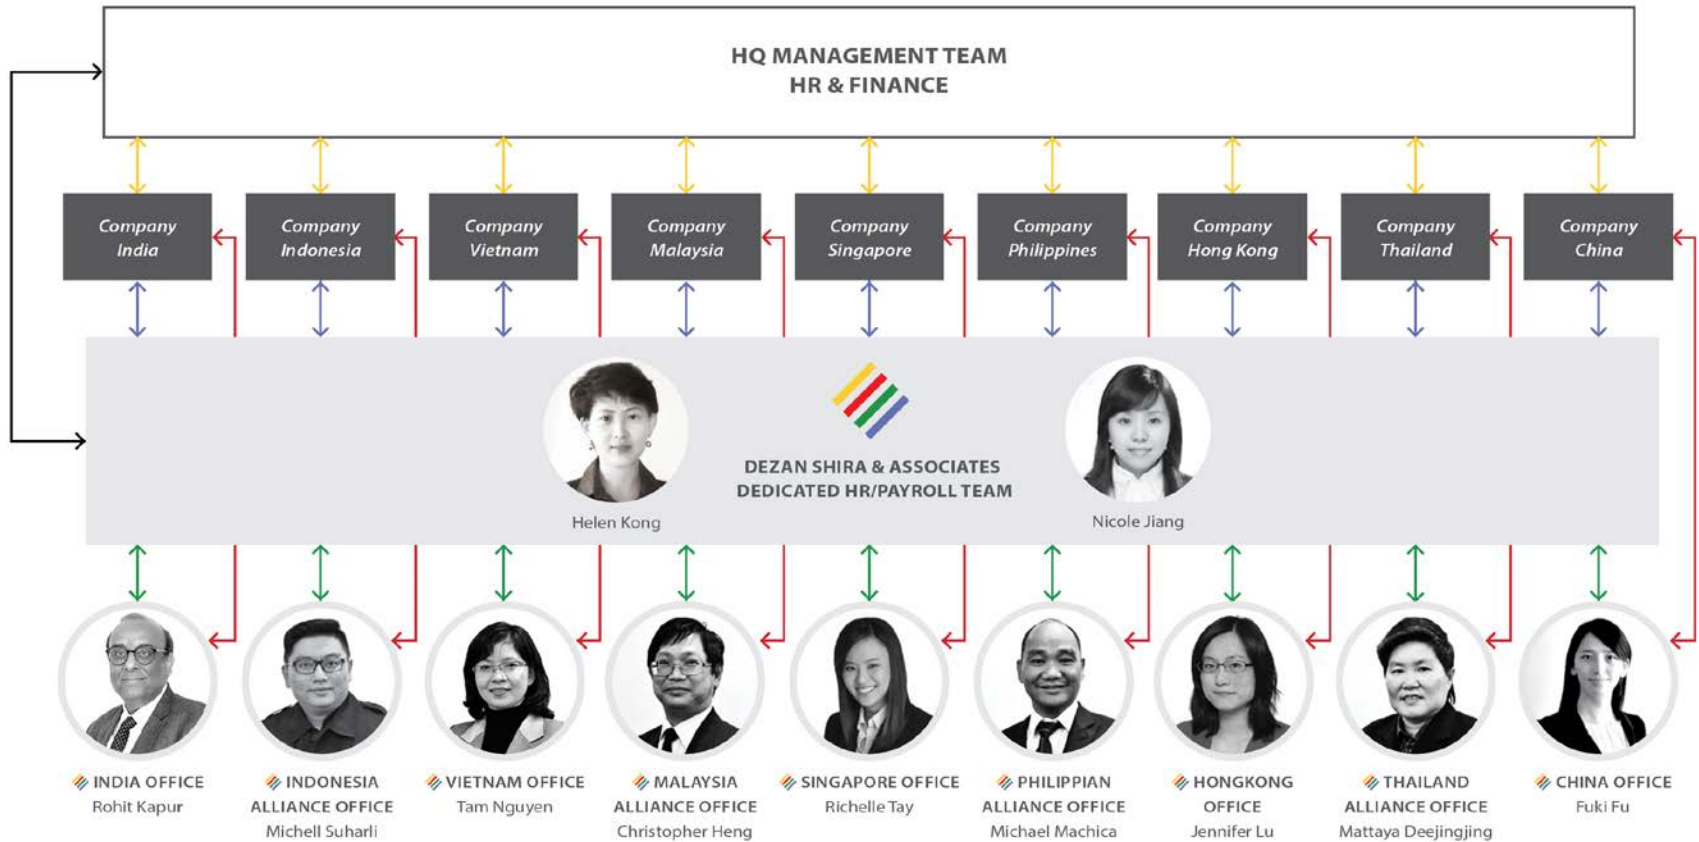 HQ MANAGEMENT TEAM
HR & FINANCE
Company
India
Company
Indonesia
Company
Vietnam
Company
Malaysia
Company
Singapore
Company
Philippines
Company
Hong Kong
Company
Thailand
Company
China
DEZAN SHIRA & ASSOCIATES
DEDICATED HR/PAYROLL TEAM
Helen Kong
Nicole Jiang
INDIA OFFICE
Rohit Kapur
INDONESIA
ALLIANCE OFFICE
Michell Suharli
VIETNAM OFFICE
Tam Nguyen
MALAYSIA
ALLIANCE OFFICE
Christopher Heng
SINGAPORE OFFICE
Richelle Tay
PHILIPPIAN
ALLIANCE OFFICE
Michael Machica
HONGKONG
OFFICE
Jennifer Lu
THAILAND
ALLIANCE OFFICE
Mattaya Deejingjing
CHINA OFFICE
Fuki Fu